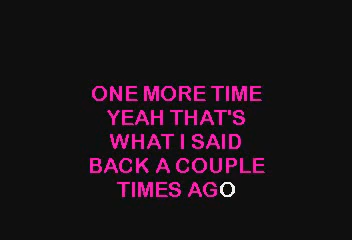 ONE MORE TIME
YEAH THAT'S
WHAT I SAID
BACK A COUPLE
TIMES AGO